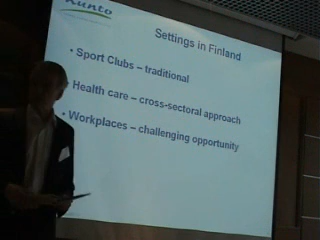 Kunto
Settings in Finland
• Sport Clubs – traditional
Health care – cross-sectoral approach
• Workplaces – challenging opportunity